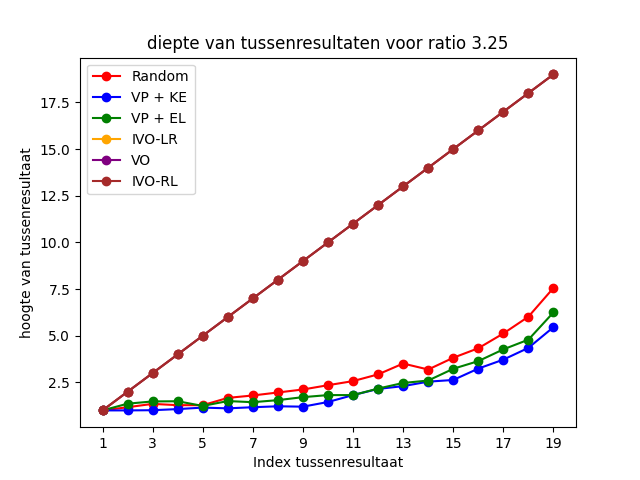 diepte van tussenresultaten voor ratio 3.25
hoogte van tussenresultaat
17.5
15.0
12.5
10.0
7.5
5.0
2.5
Random
VP + KE
VP + EL
IVO-LR
VO
IVO-RL
1 3 5 7 9 11 13 15 17 19
Index tussenresultaat